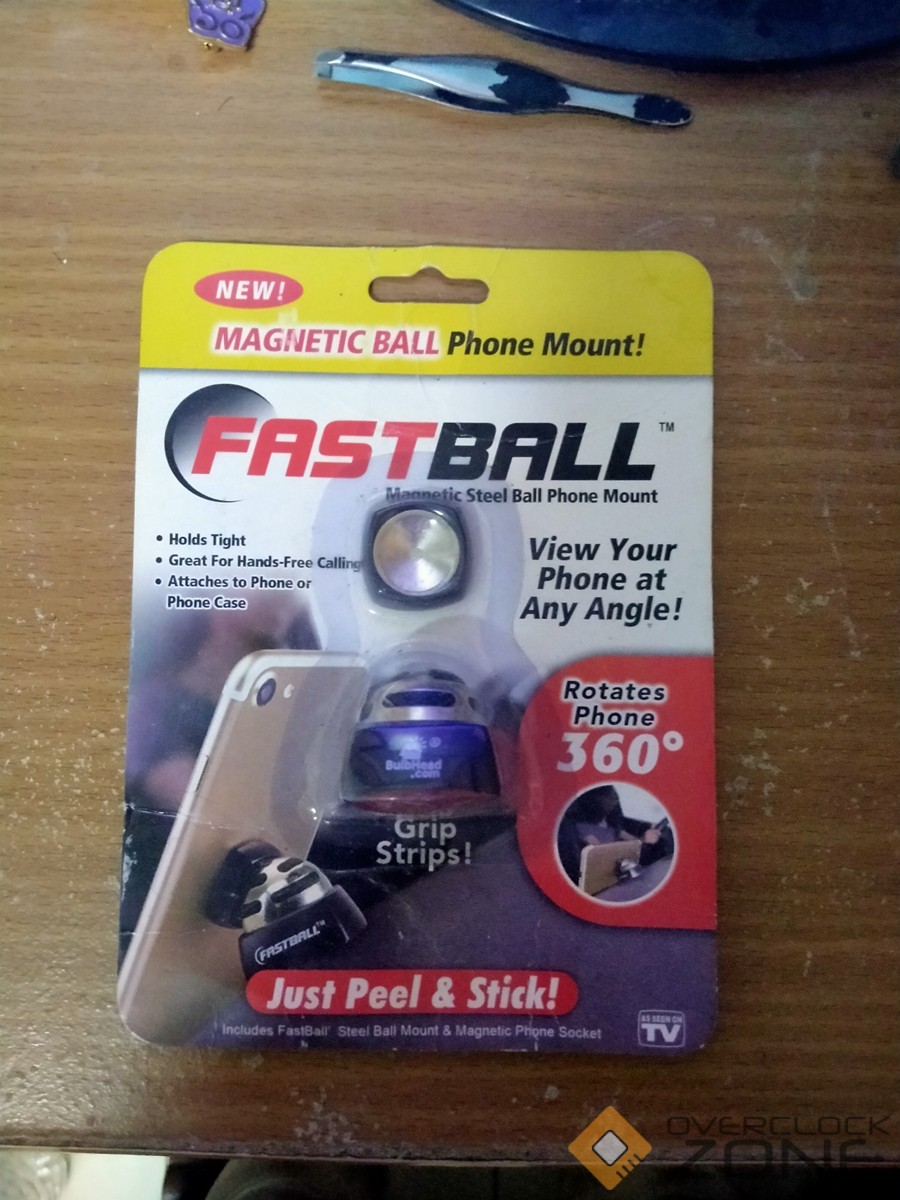 NEW!
MAGNETIC BALL Phone Mount!
FASTBALL™
Magnetic Steel Ball Phone Mount
• Holds Tight
• Great For Hands-Free Calling
• Attaches to Phone or
Phone Case
View Your
Phone at
Any Angle!
Rotates
Phone
360°
BulbHead
.com
®
Grip
Strips!
FASTBALL™
Just Peel & Stick!
Includes FastBall™ Steel Ball Mount & Magnetic Phone Socket
AS SEEN ON
TV
OVERCLOCK
ZONE